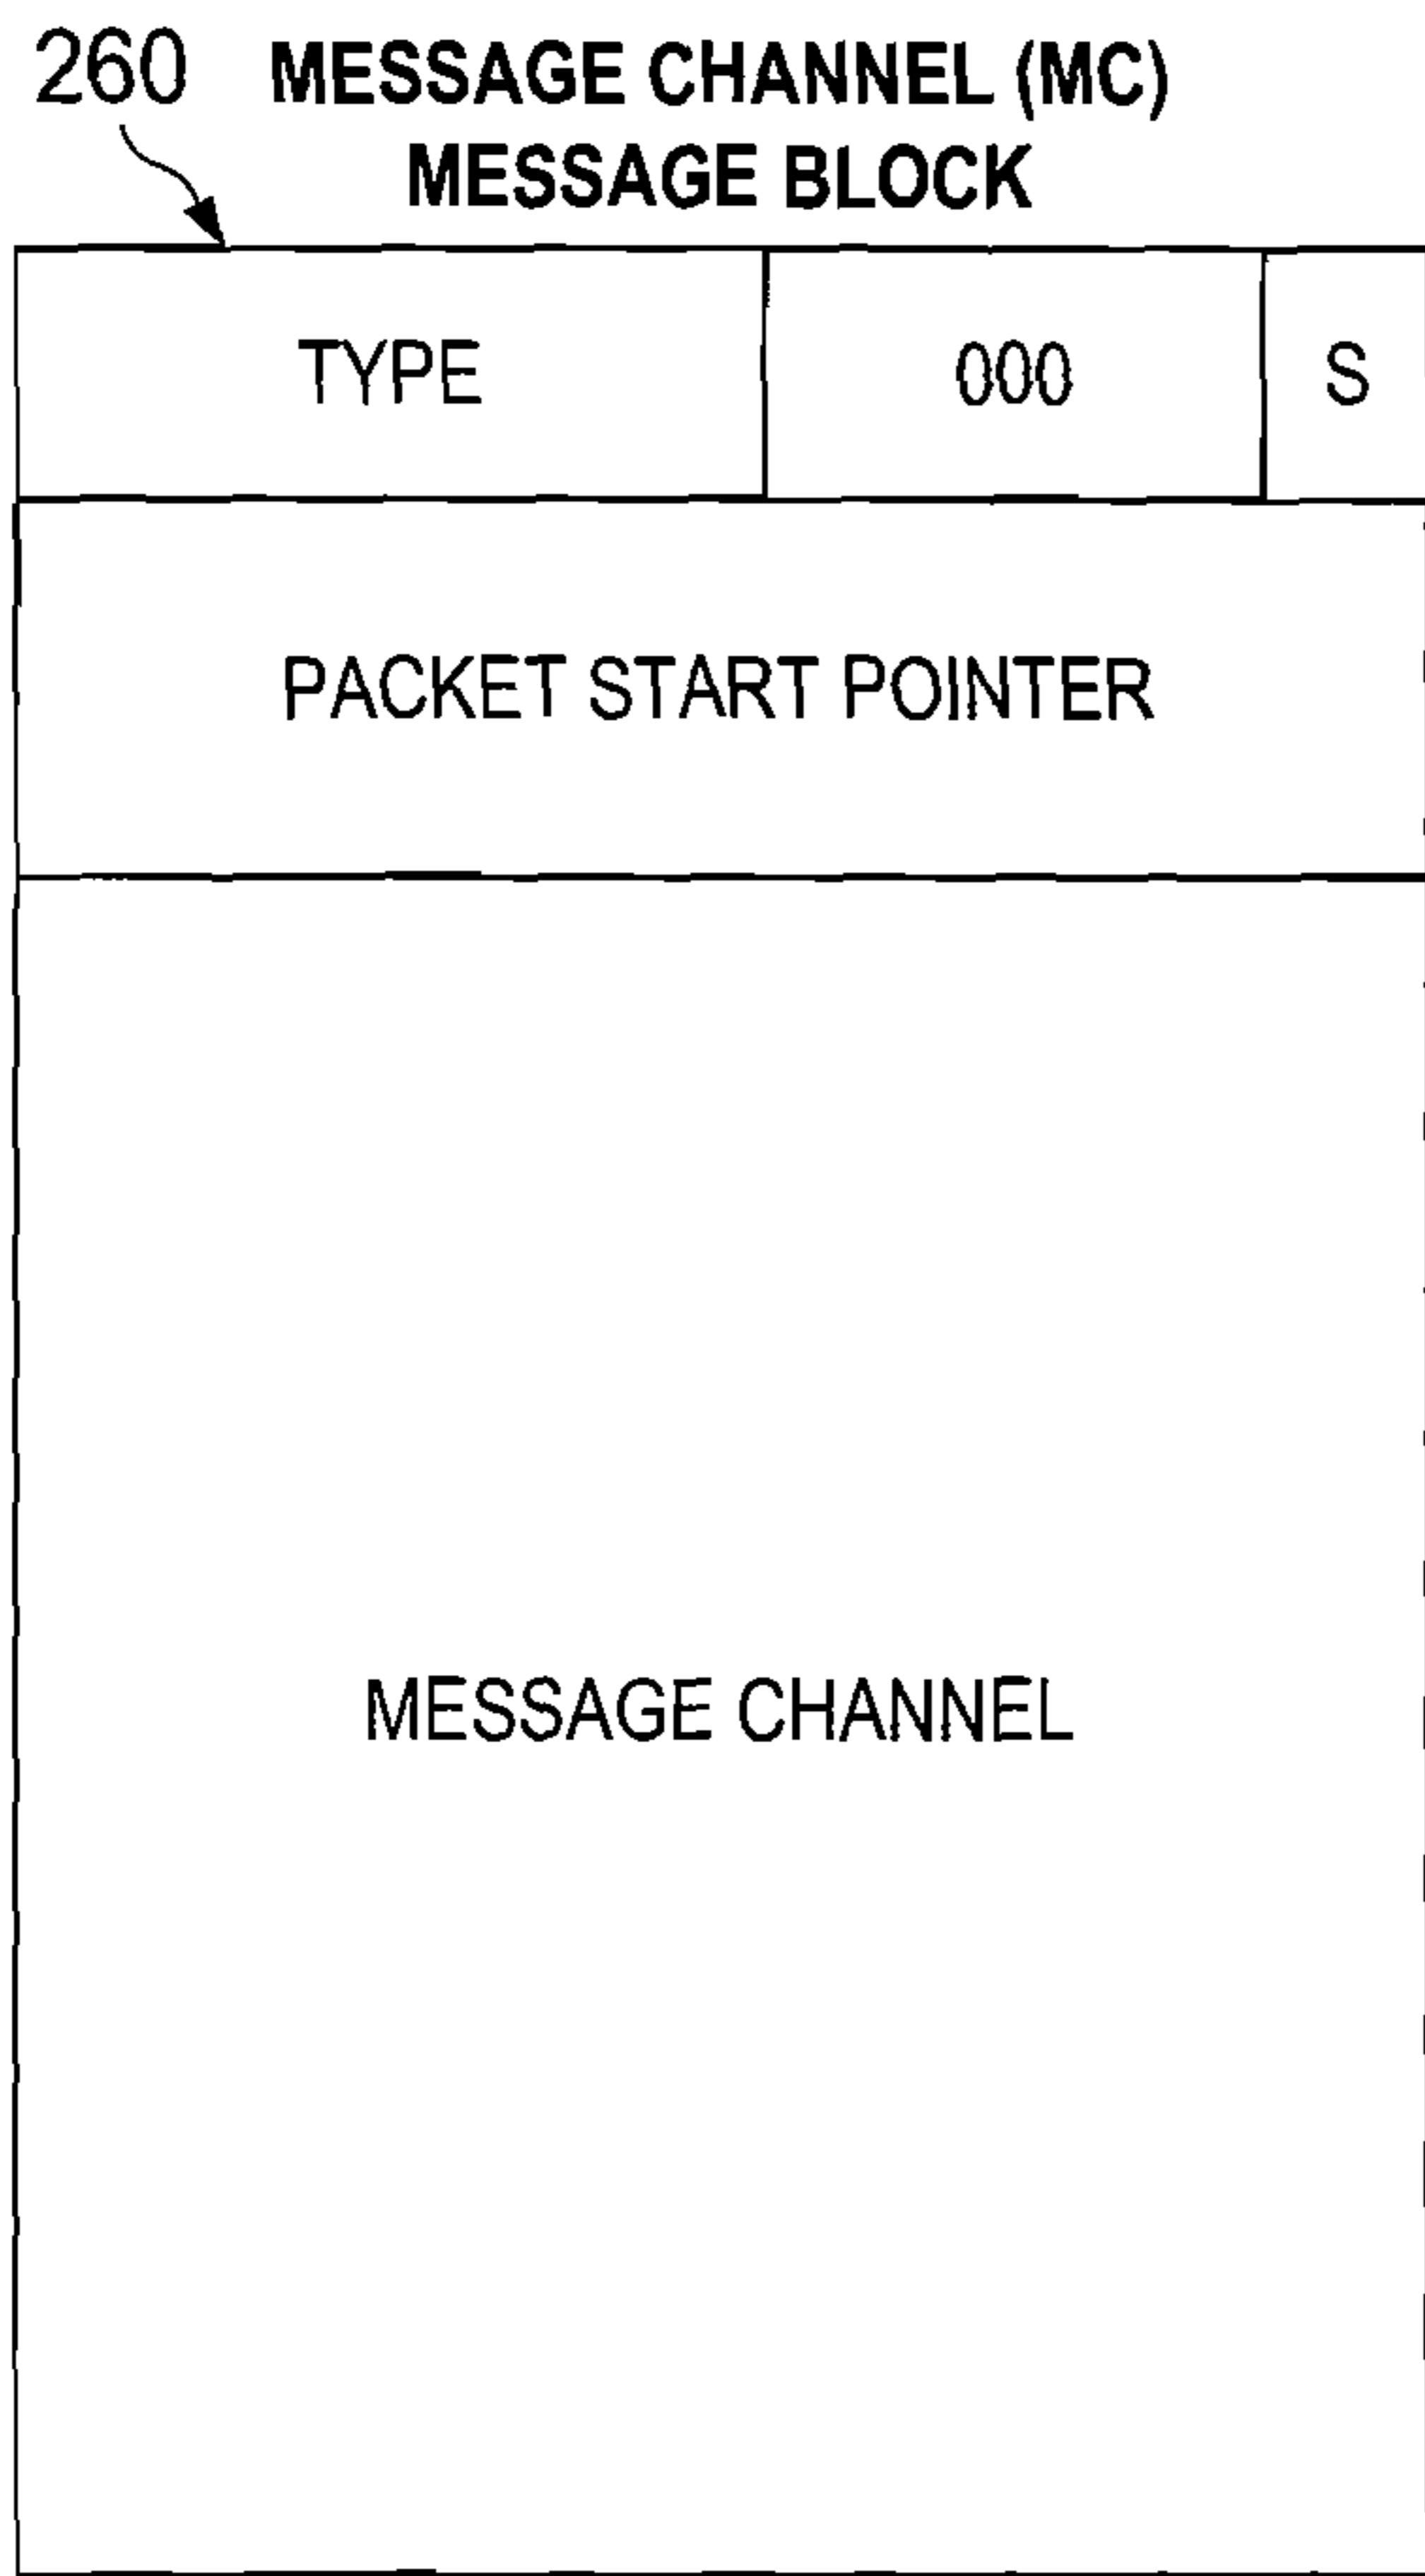 260 MESSAGE CHANNEL (MC)
MESSAGE BLOCK
TYPE 000 S
PACKET START POINTER
MESSAGE CHANNEL